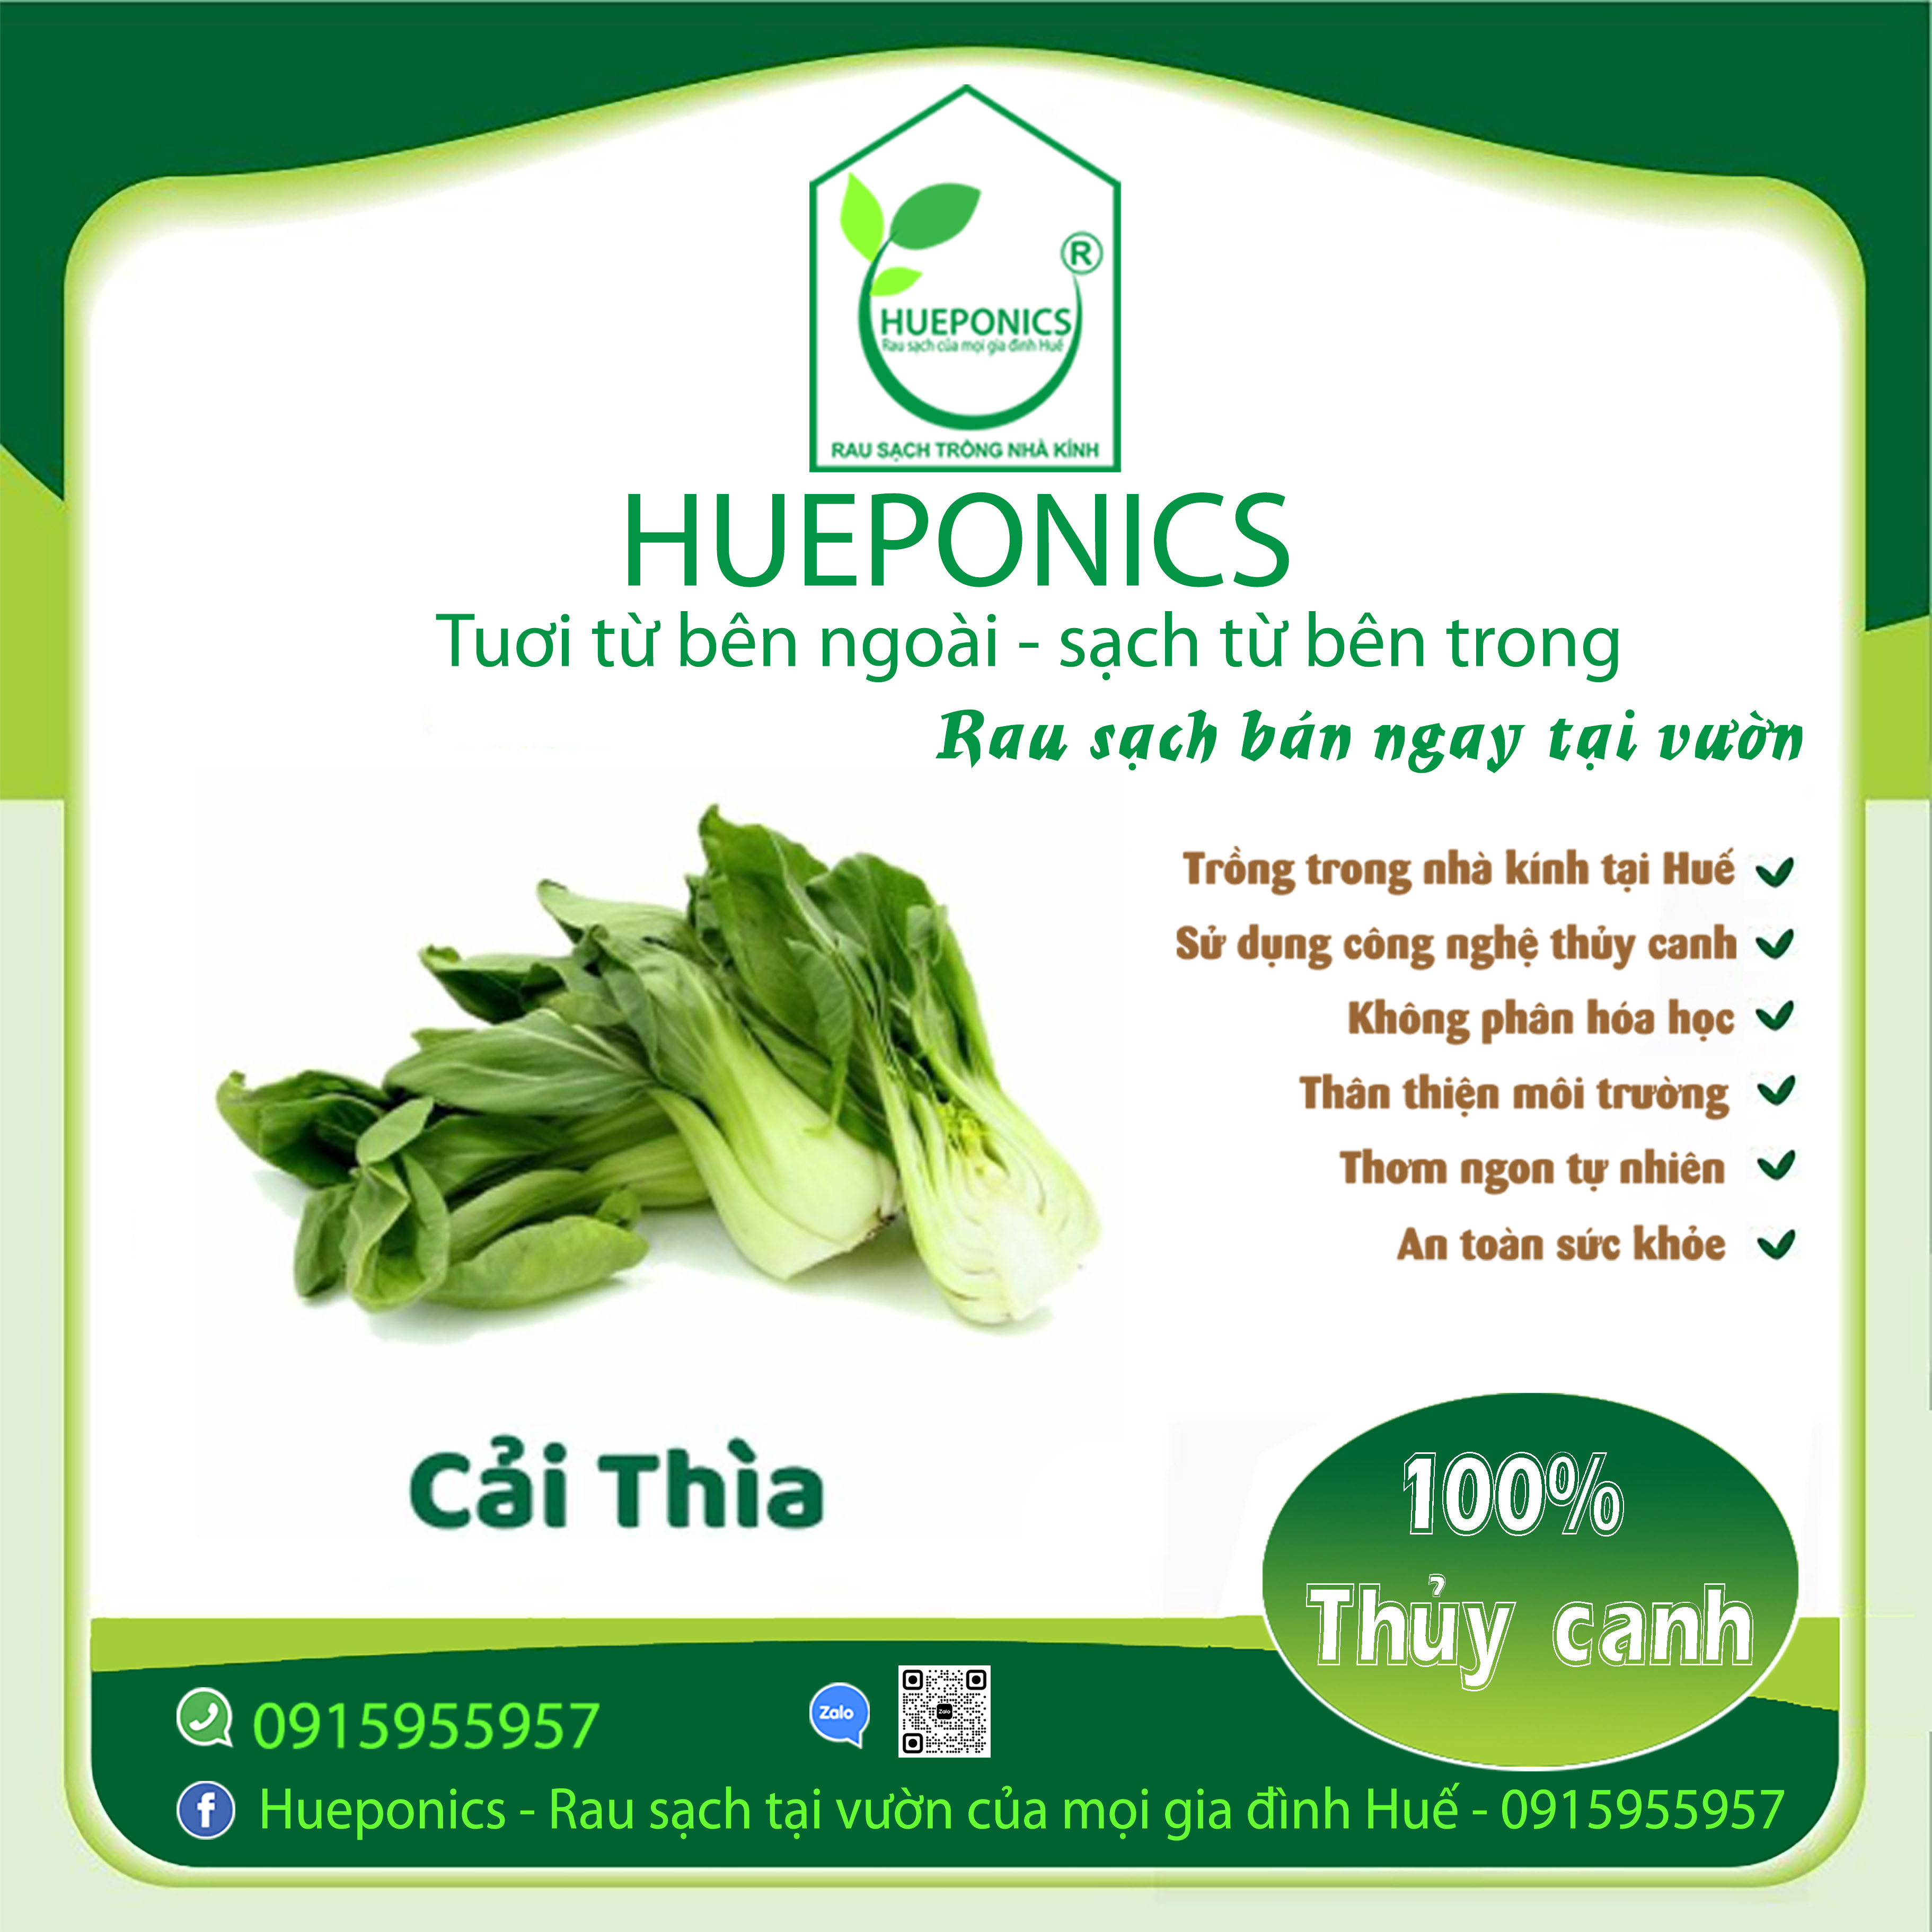 ®
HUEPONICS
Rau sạch của mọi gia đình Huế
RAU SẠCH TRỒNG NHÀ KÍNH
HUEPONICS
Tươi từ bên ngoài - sạch từ bên trong
Rau sạch bán ngay tại vườn
Trồng trong nhà kính tại Huế
Sử dụng công nghệ thủy canh
Không phân hóa học
Thân thiện môi trường
Thơm ngon tự nhiên
An toàn sức khỏe
Cải Thìa
100%
Thủy canh
0915955957
Zalo
Zalo
Hueponics - Rau sạch tại vườn của mọi gia đình Huế - 0915955957